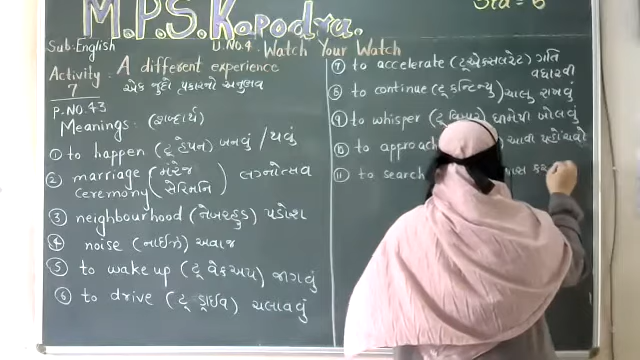 M.P.S. Kapodra.
Std = 6
Sub:English
U.No.4. Watch Your Watch
Activity: A different experience
7
એક જુદો પ્રકારનો અનુભવ
P.NO.43
Meanings: (શબ્દાર્થ)
① to happen (ટૂ હેપન) બનવું / થવું
② marriage ceremony (મૅરેજ સેરિમનિ) લગ્નોત્સવ
③ neighbourhood (નેબરહુડ) પડોશ
④ noise (નોઈઝ) અવાજ
⑤ to wake up (ટૂ વેકઅપ) જાગવું
⑥ to drive (ટૂ ડ્રાઈવ) ચલાવવું
⑦ to accelerate (ટૂ એક્સલરેટ) ગતિ વધારવી
⑧ to continue (ટૂ કન્ટિન્યુ) ચાલુ રાખવું
⑨ to whisper (ટૂ ધીમેથી બોલવું
⑩ to approach આવી પહોંચવો
⑪ to search